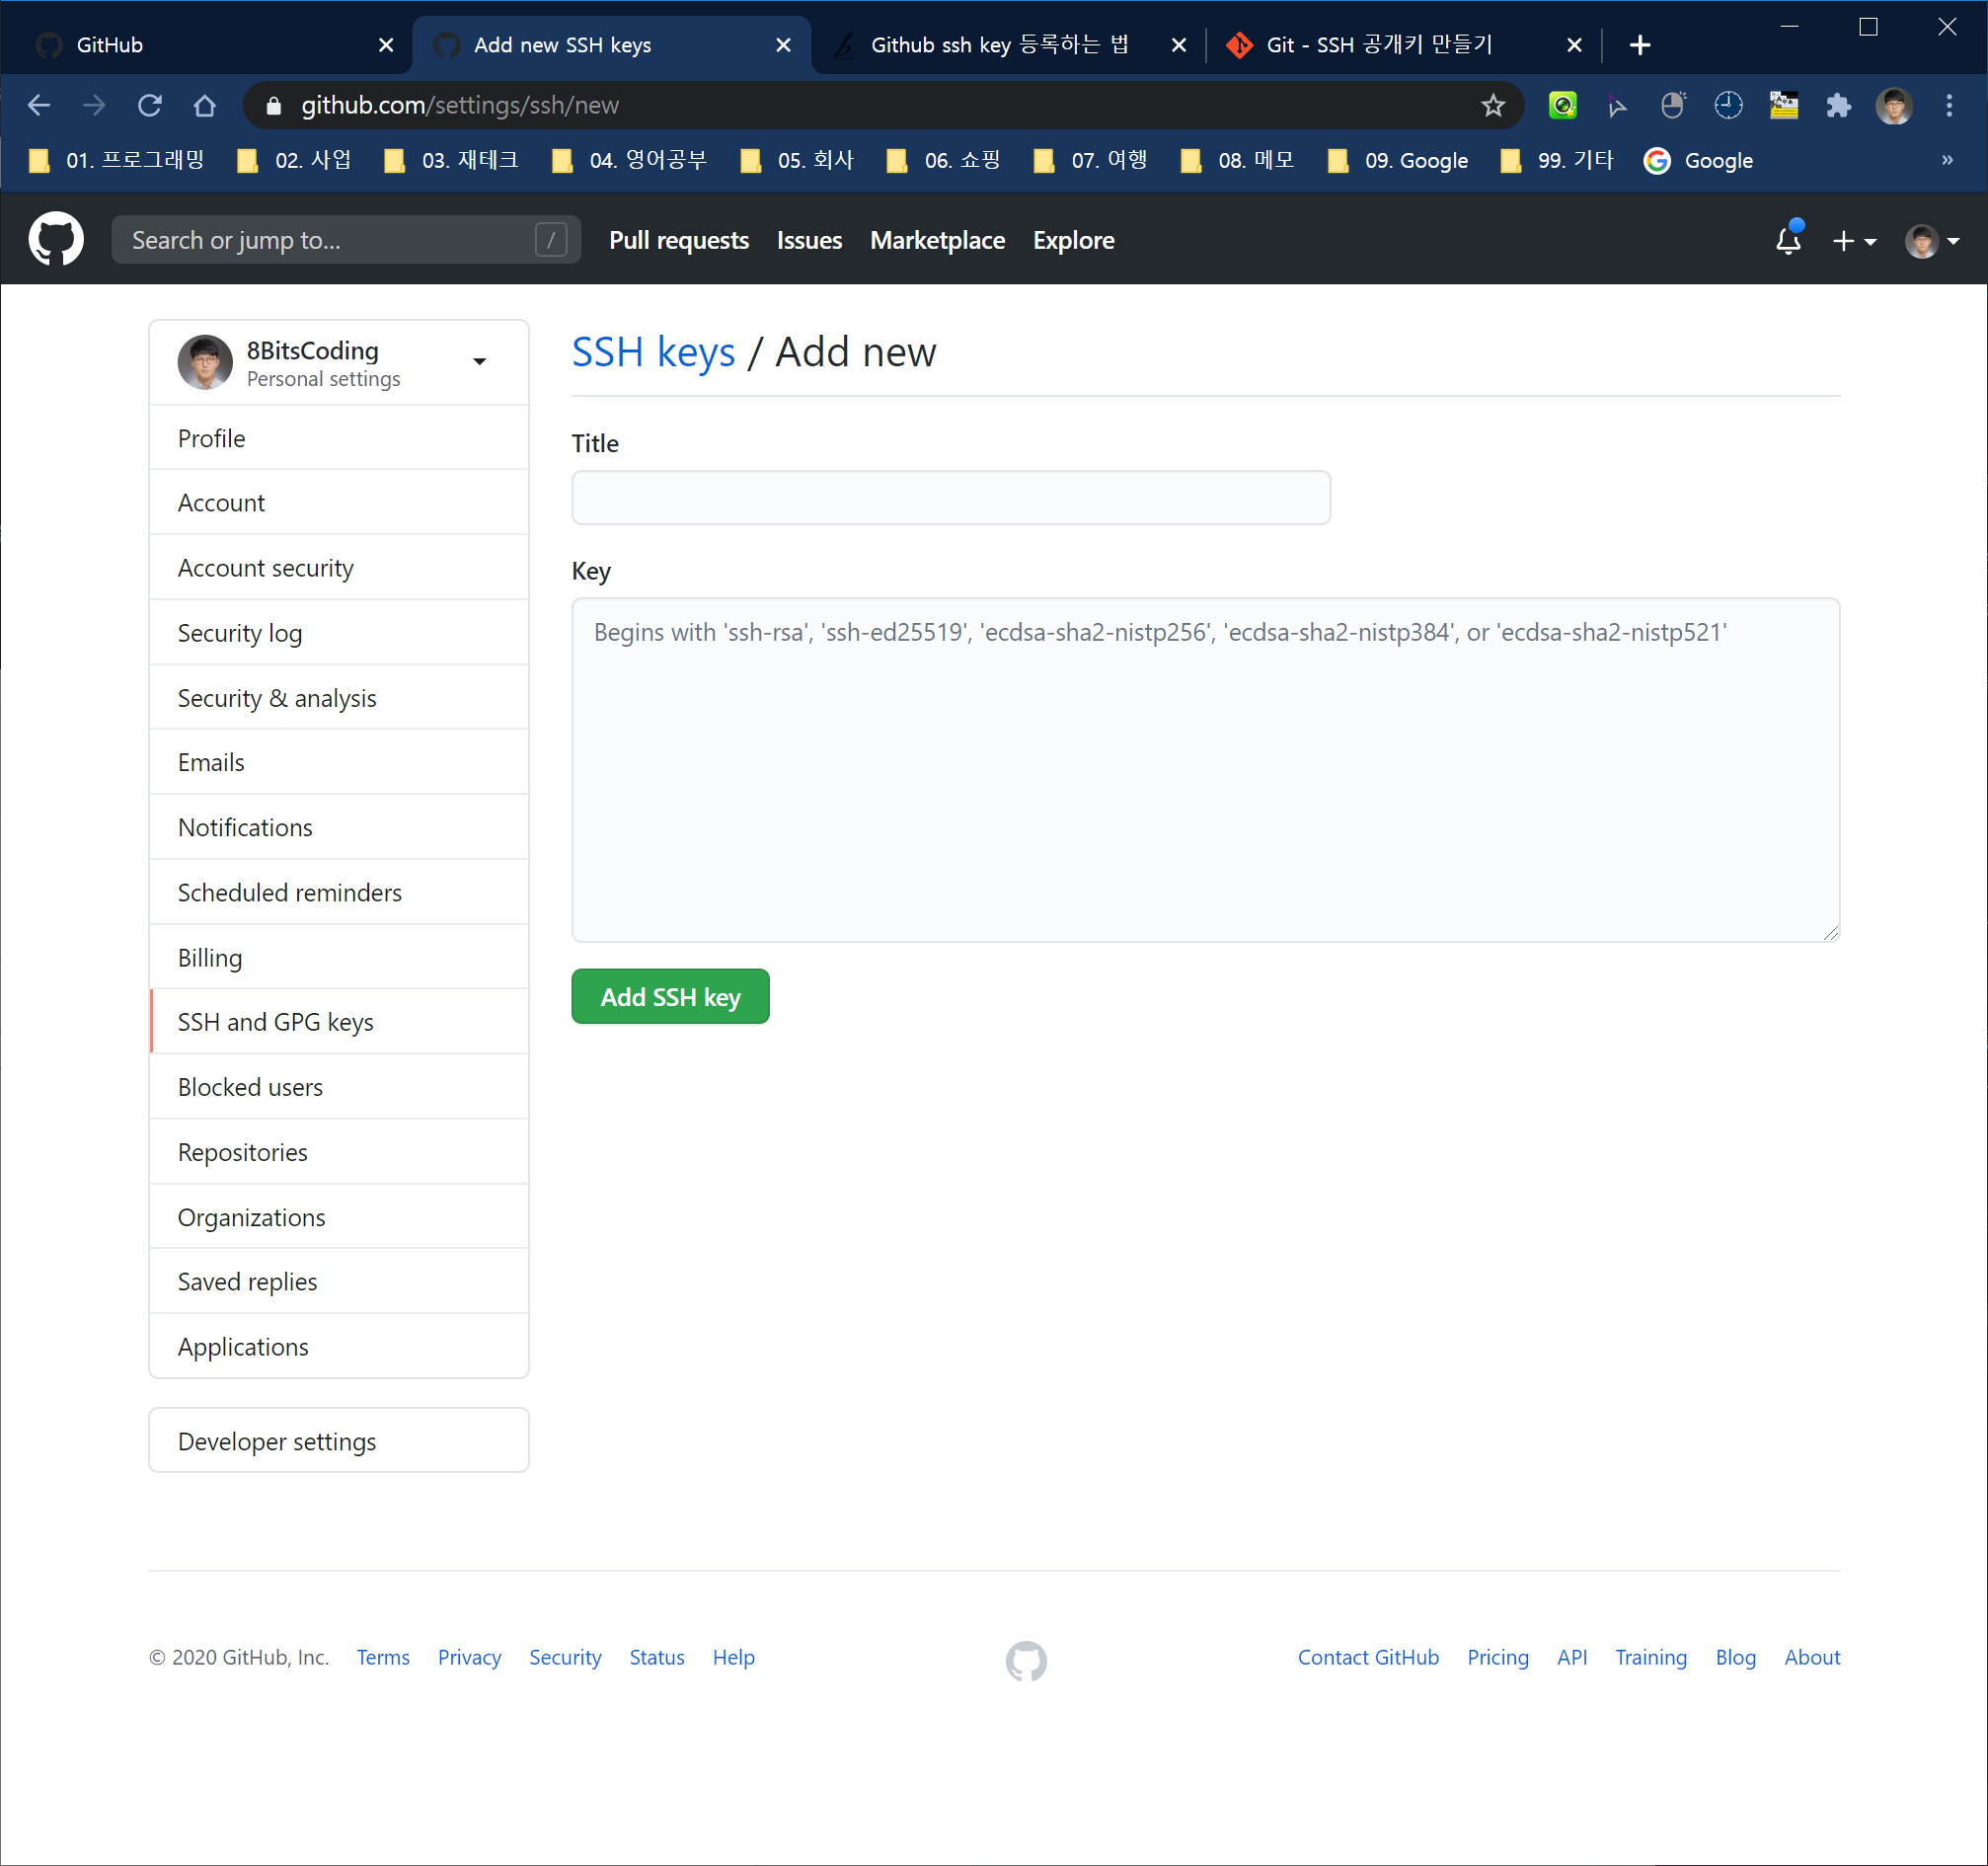 GitHub
Add new SSH keys
Github ssh key 등록하는 법
Git - SSH 공개키 만들기
github.com/settings/ssh/new
01. 프로그래밍
02. 사업
03. 재테크
04. 영어공부
05. 회사
06. 쇼핑
07. 여행
08. 메모
09. Google
99. 기타
Google
»
Search or jump to...
/
Pull requests
Issues
Marketplace
Explore
8BitsCoding
Personal settings
Profile
Account
Account security
Security log
Security & analysis
Emails
Notifications
Scheduled reminders
Billing
SSH and GPG keys
Blocked users
Repositories
Organizations
Saved replies
Applications
Developer settings
SSH keys / Add new
Title
Key
Begins with 'ssh-rsa', 'ssh-ed25519', 'ecdsa-sha2-nistp256', 'ecdsa-sha2-nistp384', or 'ecdsa-sha2-nistp521'
Add SSH key
© 2020 GitHub, Inc.
Terms
Privacy
Security
Status
Help
Contact GitHub
Pricing
API
Training
Blog
About